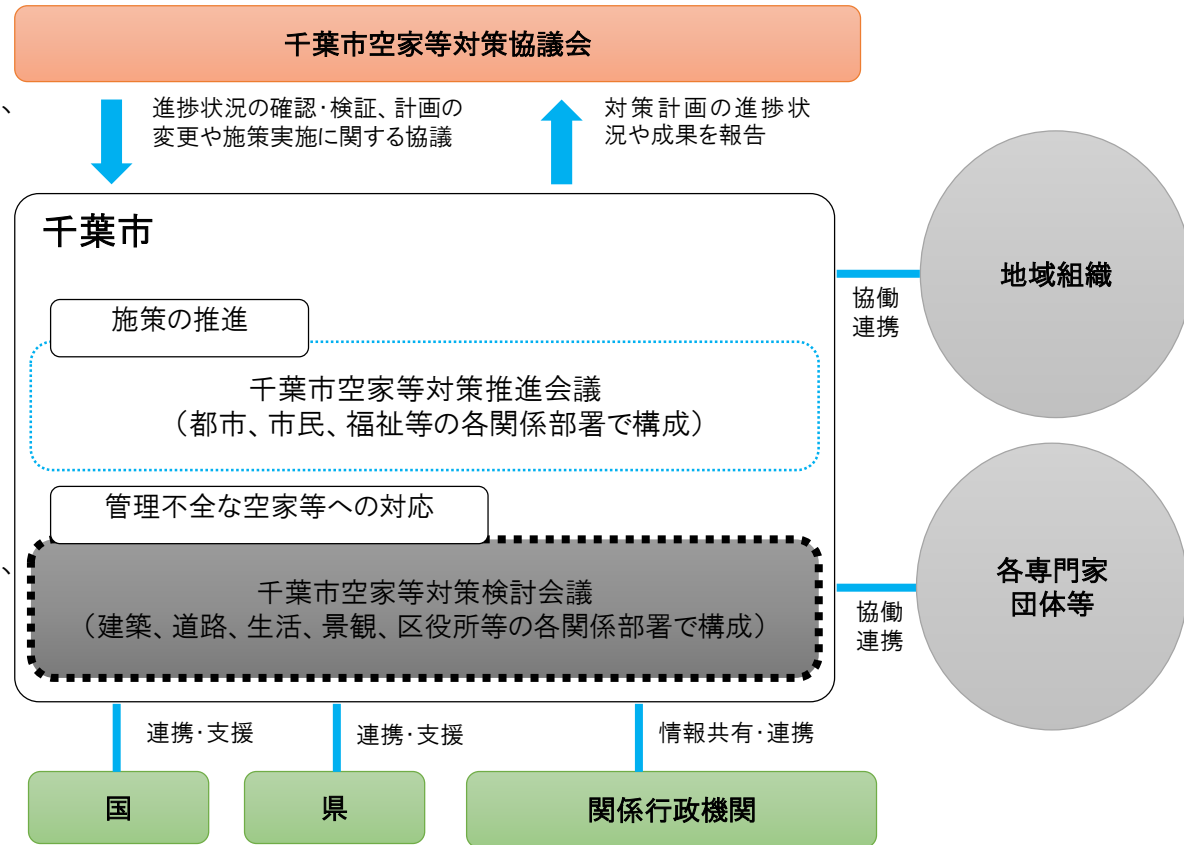 千葉市空家等対策協議会
、
進捗状況の確認・検証、計画の
変更や施策実施に関する協議
対策計画の進捗状
況や成果を報告
千葉市
施策の推進
千葉市空家等対策推進会議
（都市、市民、福祉等の各関係部署で構成）
管理不全な空家等への対応
、
千葉市空家等対策検討会議
（建築、道路、生活、景観、区役所等の各関係部署で構成）
協働
連携
地域組織
協働
連携
各専門家
団体等
連携・支援
連携・支援
情報共有・連携
国
県
関係行政機関